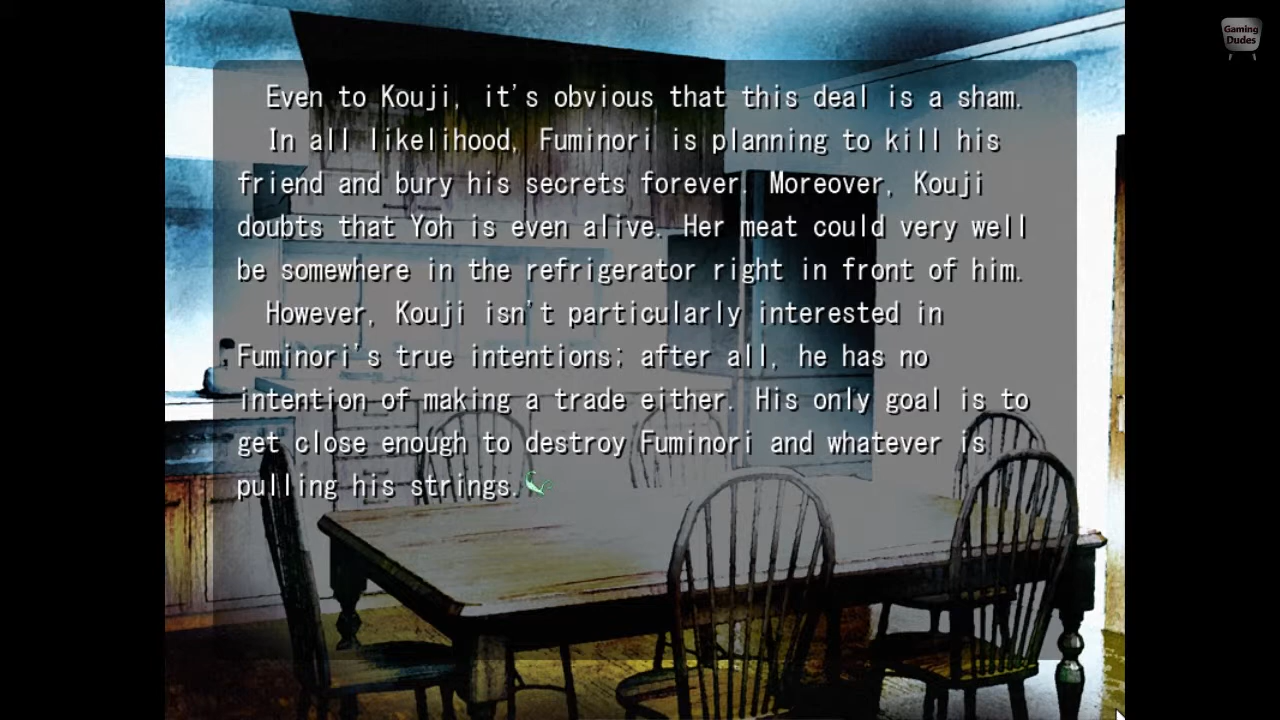 Gaming
Dudes
Even to Kouji, it's obvious that this deal is a sham.
In all likelihood, Fuminori is planning to kill his
friend and bury his secrets forever. Moreover, Kouji
doubts that Yoh is even alive. Her meat could very well
be somewhere in the refrigerator right in front of him.
However, Kouji isn't particularly interested in
Fuminori's true intentions; after all, he has no
intention of making a trade either. His only goal is to
get close enough to destroy Fuminori and whatever is
pulling his strings.